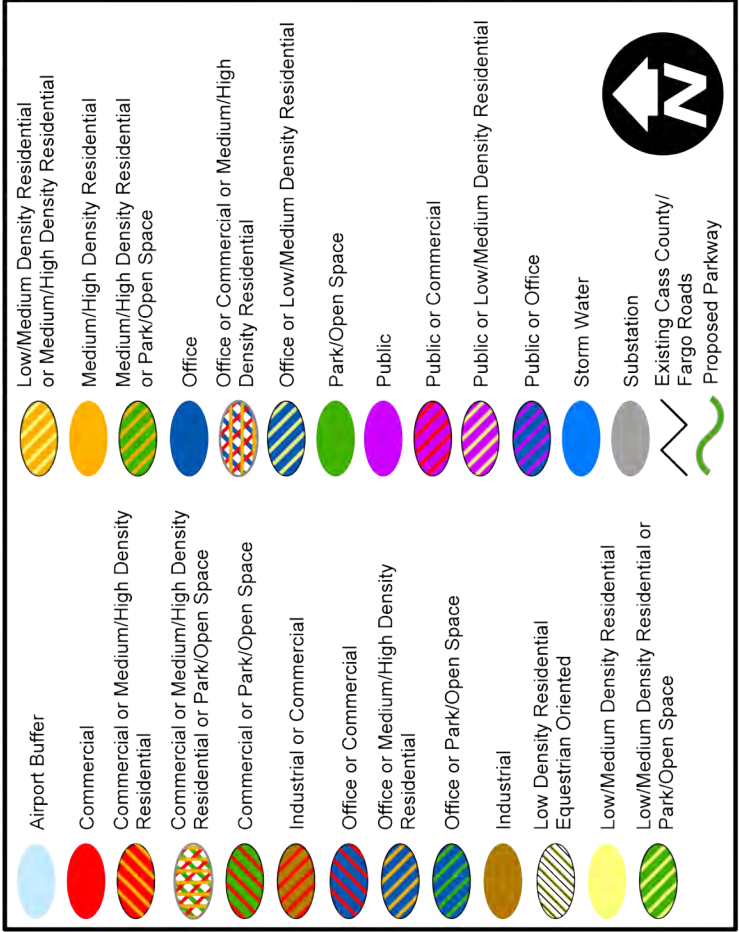 Airport Buffer
Commercial
Commercial or Medium/High Density
Residential
Commercial or Medium/High Density
Residential or Park/Open Space
Commercial or Park/Open Space
Industrial or Commercial
Office or Commercial
Office or Medium/High Density
Residential
Office or Park/Open Space
Industrial
Low Density Residential
Equestrian Oriented
Low/Medium Density Residential
Low/Medium Density Residential or
Park/Open Space
Low/Medium Density Residential
or Medium/High Density Residential
Medium/High Density Residential
Medium/High Density Residential
or Park/Open Space
Office
Office or Commercial or Medium/High
Density Residential
Office or Low/Medium Density Residential
Park/Open Space
Public
Public or Commercial
Public or Low/Medium Density Residential
Public or Office
Storm Water
Substation
Existing Cass County/
Fargo Roads
Proposed Parkway
N